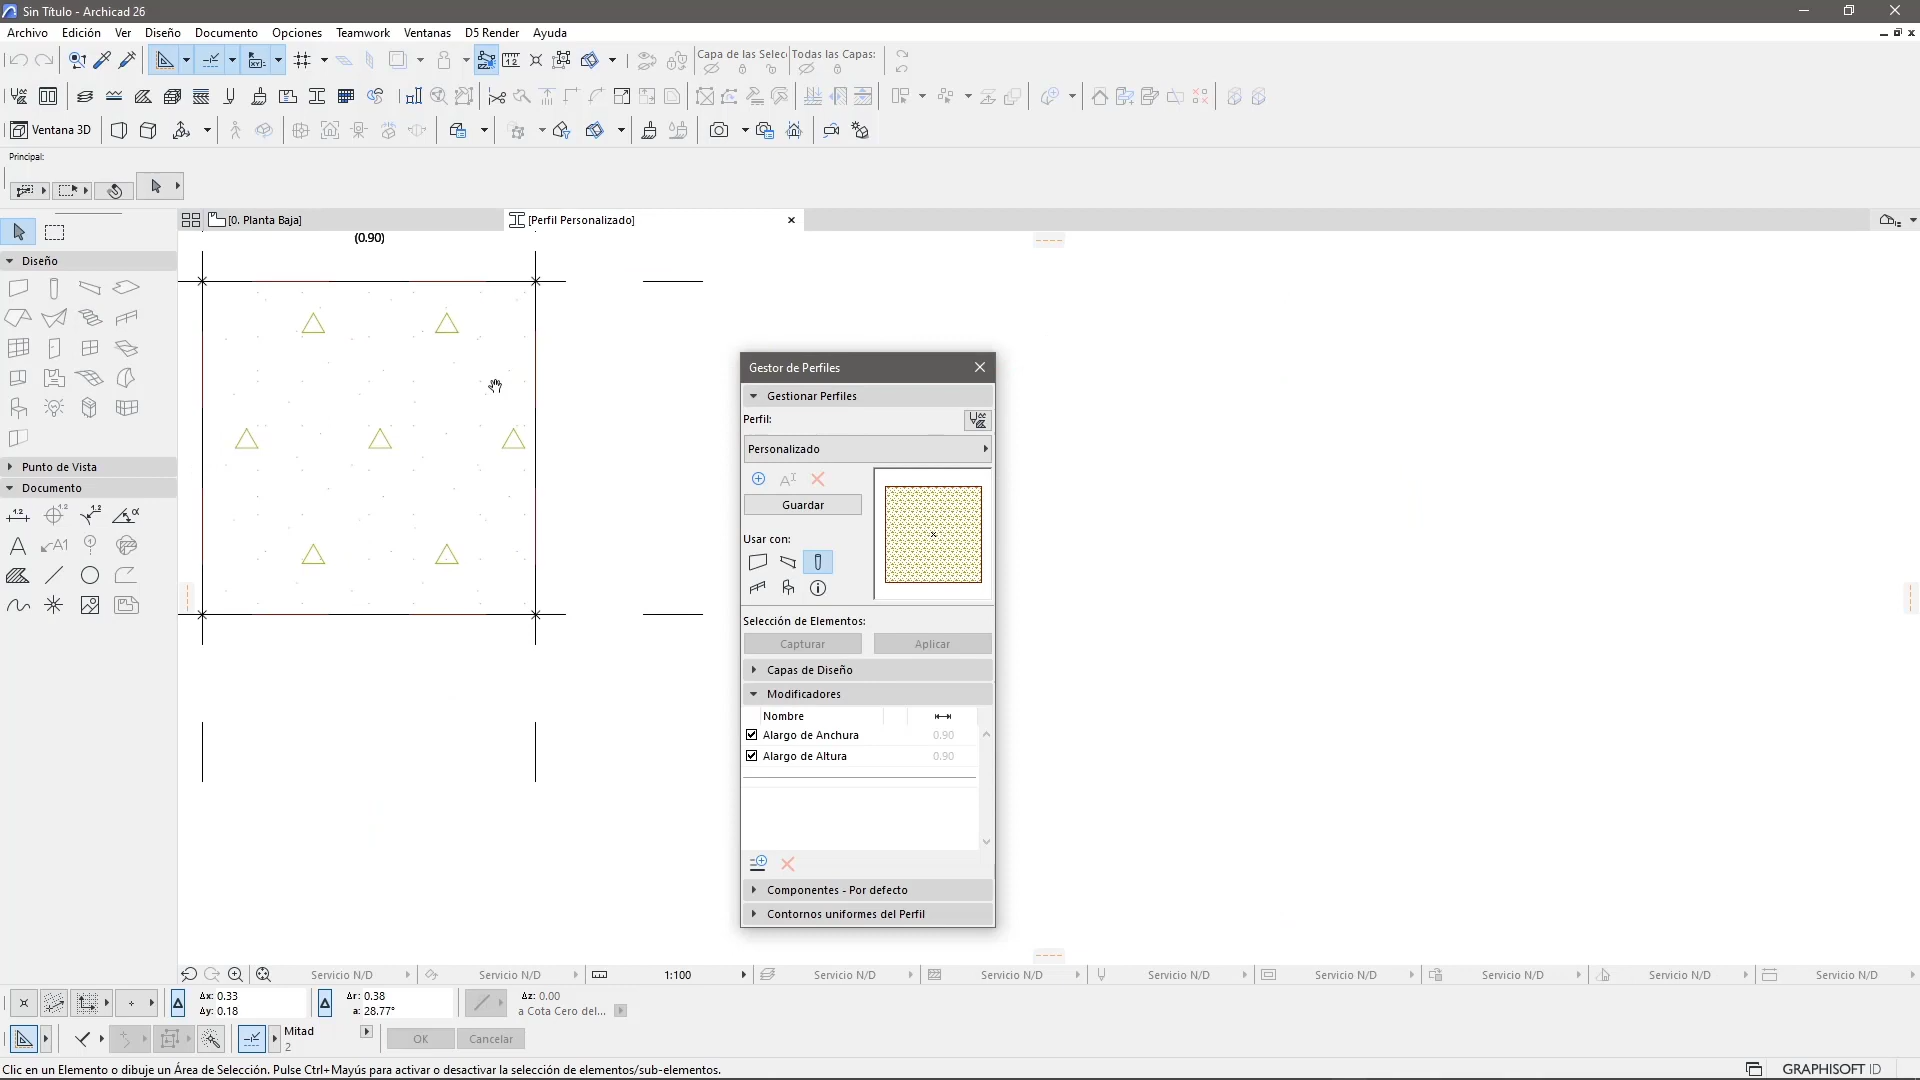 Sin Título - Archicad 26
Archivo Edición Ver Diseño Documento Opciones Teamwork Ventanas D5 Render Ayuda
Capa de las Selec Todas las Capas:
Ventana 3D
Principal:
[0. Planta Baja] [Perfil Personalizado]
(0.90)
Diseño
Punto de Vista
Documento
Gestor de Perfiles
Gestionar Perfiles
Perfil:
Personalizado
Guardar
Usar con:
Selección de Elementos:
Capturar Aplicar
Capas de Diseño
Modificadores
Nombre
Alargo de Anchura 0.90
Alargo de Altura 0.90
Componentes - Por defecto
Contornos uniformes del Perfil
Servicio N/D Servicio N/D 1:100 Servicio N/D Servicio N/D Servicio N/D Servicio N/D Servicio N/D Servicio N/D Servicio N/D
Δx: 0.33 Δr: 0.38 Δz: 0.00
Δy: 0.18 a: 28.77° a Cota Cero del...
Mitad
2
OK Cancelar
Clic en un Elemento o dibuje un Área de Selección. Pulse Ctrl+Mayús para activar o desactivar la selección de elementos/sub-elementos.
GRAPHISOFT ID